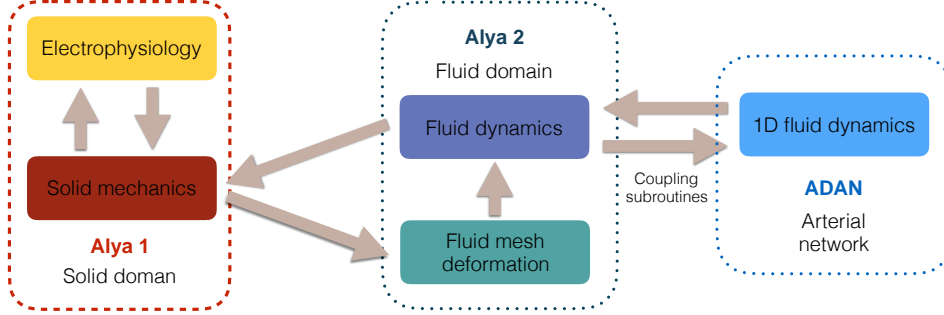 Electrophysiology
Solid mechanics
Alya 1
Solid doman
Alya 2
Fluid domain
Fluid dynamics
Fluid mesh
deformation
Coupling
subroutines
1D fluid dynamics
ADAN
Arterial
network